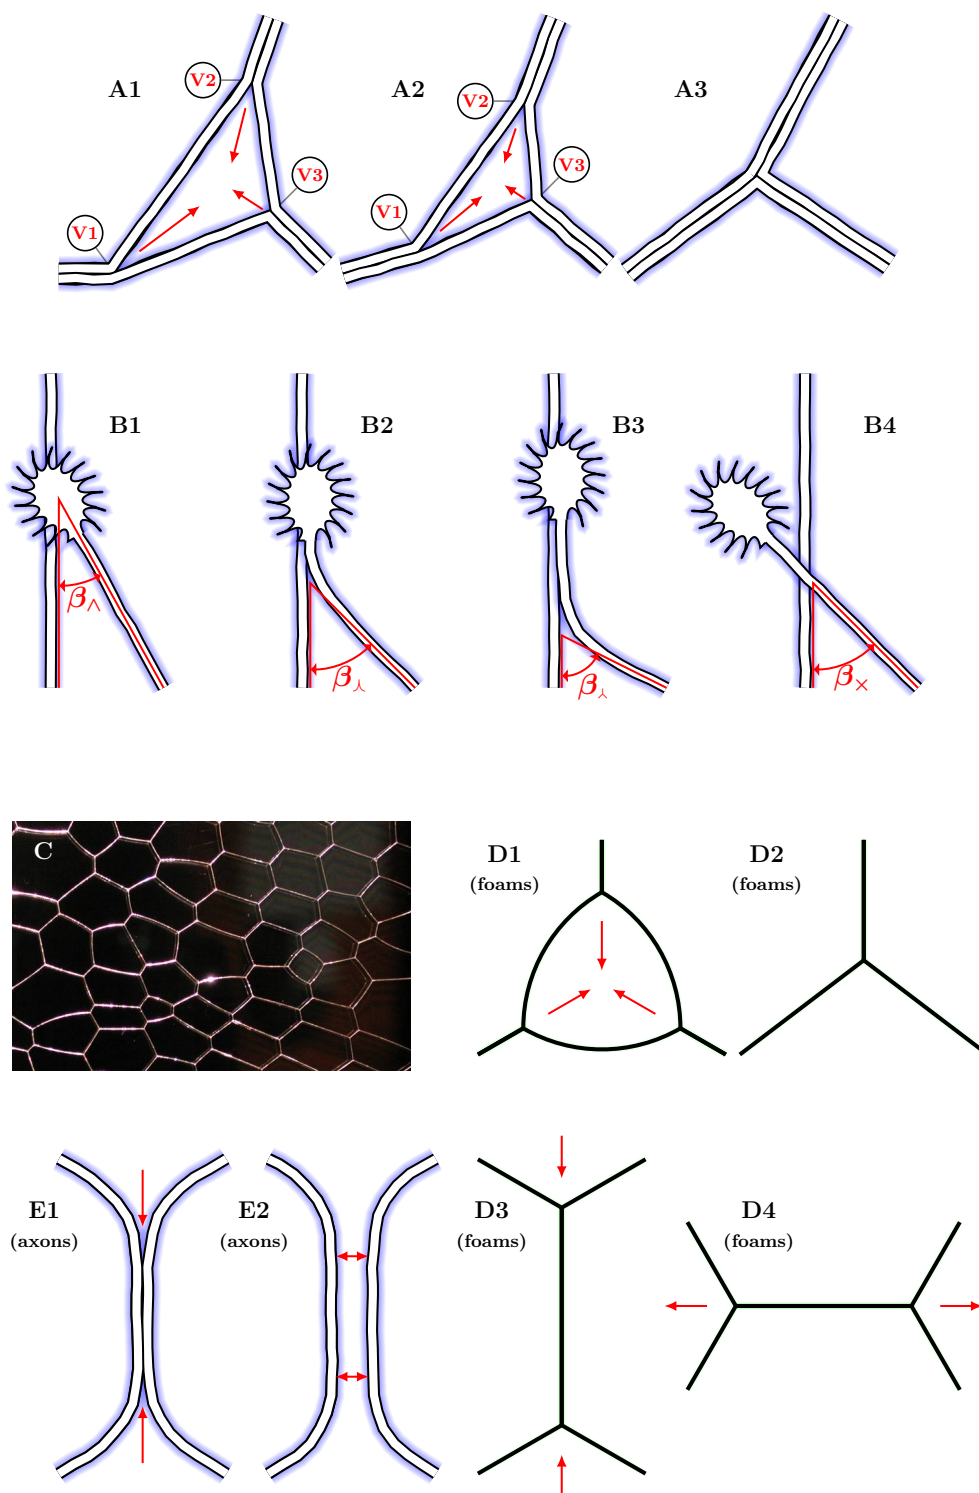 A1
V2
V3
V1
A2
V2
V3
V1
A3
B1
β∧
B2
β⅄
B3
β⅄
B4
β×
C
D1
(foams)
D2
(foams)
E1
(axons)
E2
(axons)
D3
(foams)
D4
(foams)